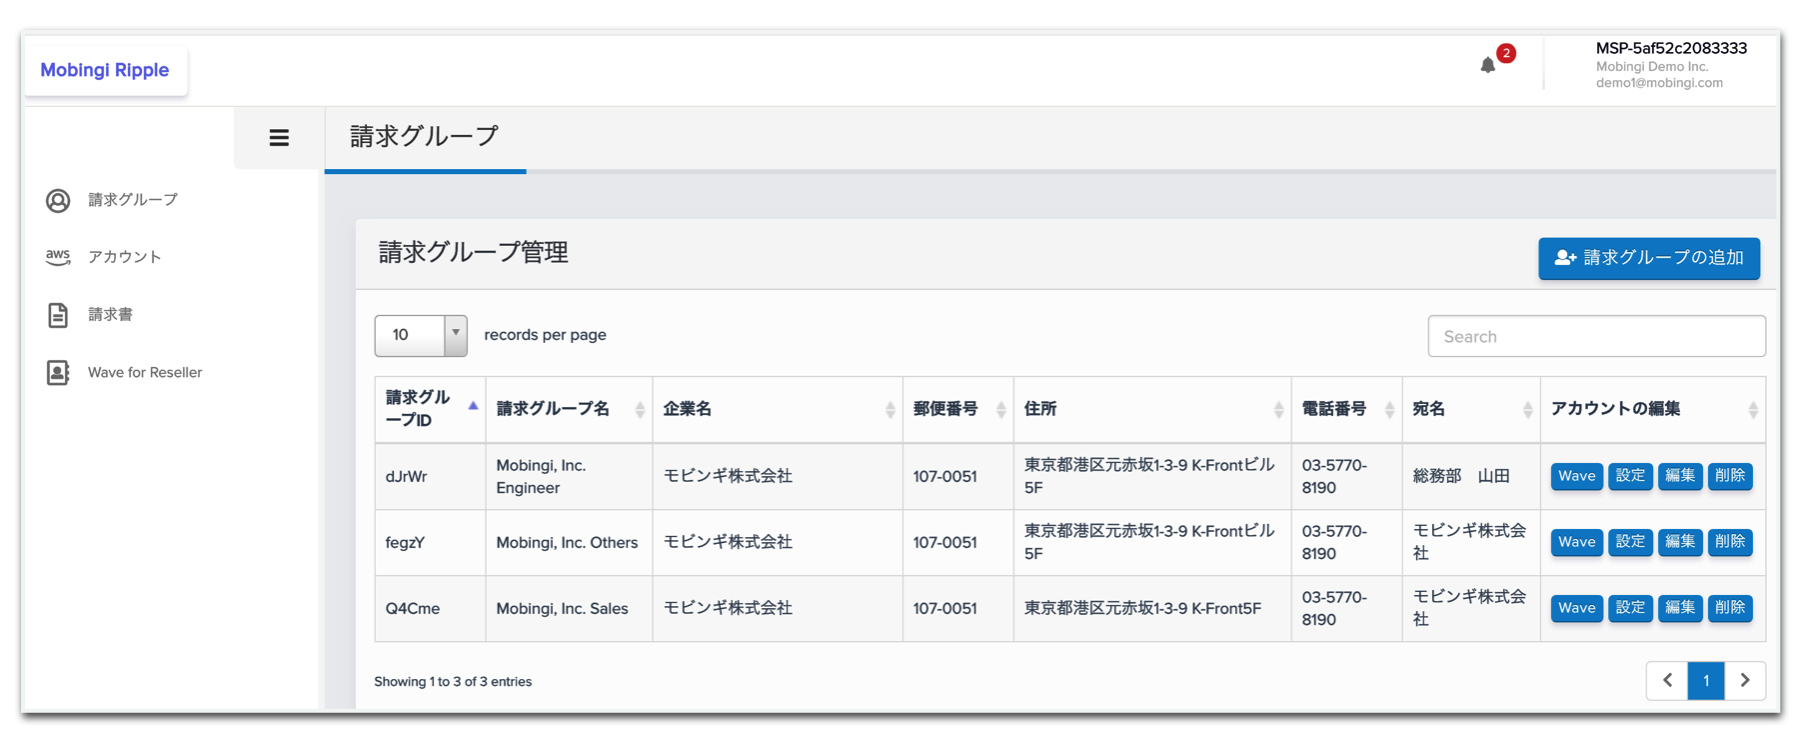 Mobingi Ripple
2
MSP-5af52c2083333
Mobingi Demo Inc.
demo1@mobingi.com
請求グループ
請求グループ
aws アカウント
請求書
Wave for Reseller
請求グループ管理
請求グループの追加
10 records per page
Search
請求グル
ープID
請求グループ名
企業名
郵便番号
住所
電話番号
宛名
アカウントの編集
dJrWr
Mobingi, Inc.
Engineer
モビンギ株式会社
107-0051
東京都港区元赤坂1-3-9 K-Frontビル
5F
03-5770-
8190
総務部　山田
Wave 設定 編集 削除
fegzY
Mobingi, Inc. Others
モビンギ株式会社
107-0051
東京都港区元赤坂1-3-9 K-Frontビル
5F
03-5770-
8190
モビンギ株式会
社
Wave 設定 編集 削除
Q4Cme
Mobingi, Inc. Sales
モビンギ株式会社
107-0051
東京都港区元赤坂1-3-9 K-Front5F
03-5770-
8190
モビンギ株式会
社
Wave 設定 編集 削除
Showing 1 to 3 of 3 entries
1